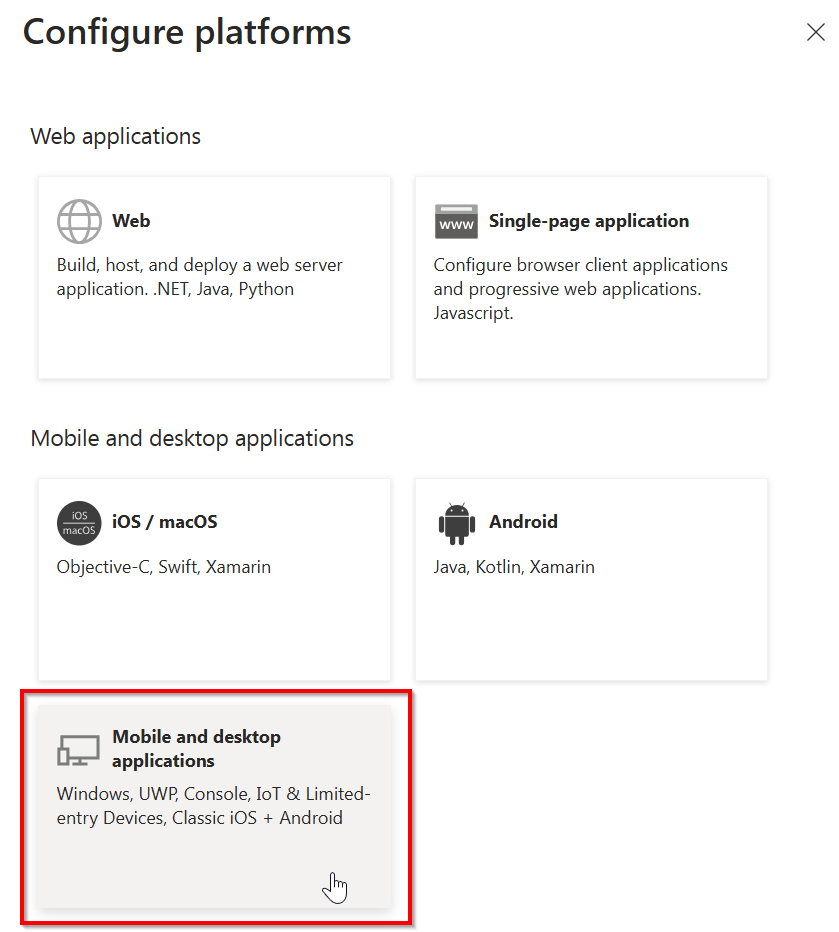 Configure platforms
Web applications
Web
Build, host, and deploy a web server
application. .NET, Java, Python
www
Single-page application
Configure browser client applications
and progressive web applications.
Javascript.
Mobile and desktop applications
iOS
macOS
iOS / macOS
Objective-C, Swift, Xamarin
Android
Java, Kotlin, Xamarin
Mobile and desktop
applications
Windows, UWP, Console, IoT & Limited-
entry Devices, Classic iOS + Android